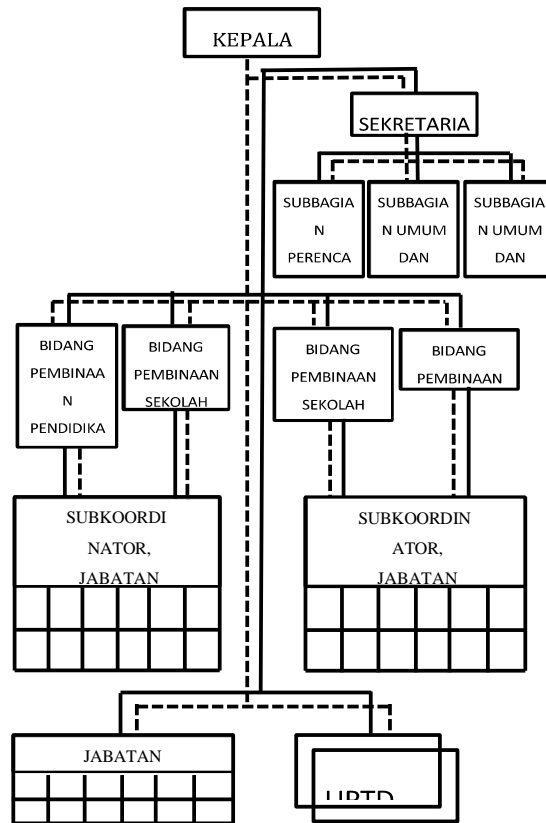 KEPALA
SEKRETARIA
SUBBAGIA
N
PERENCA
SUBBAGIA
N UMUM
DAN
SUBBAGIA
N UMUM
DAN
BIDANG
PEMBINAA
N
PENDIDIKA
BIDANG
PEMBINAAN
SEKOLAH
BIDANG
PEMBINAAN
SEKOLAH
BIDANG
PEMBINAAN
SUBKOORDI
NATOR,
JABATAN
SUBKOORDIN
ATOR,
JABATAN
JABATAN
UPTD